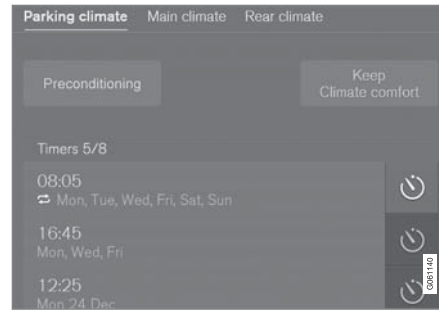 Parking climate Main climate Rear climate
Preconditioning
Keep
Climate comfort
Timers 5/8
08:05
Mon, Tue, Wed, Fri, Sat, Sun
16:45
Mon, Wed, Fri
12:25
Mon 24 Dec
G061140